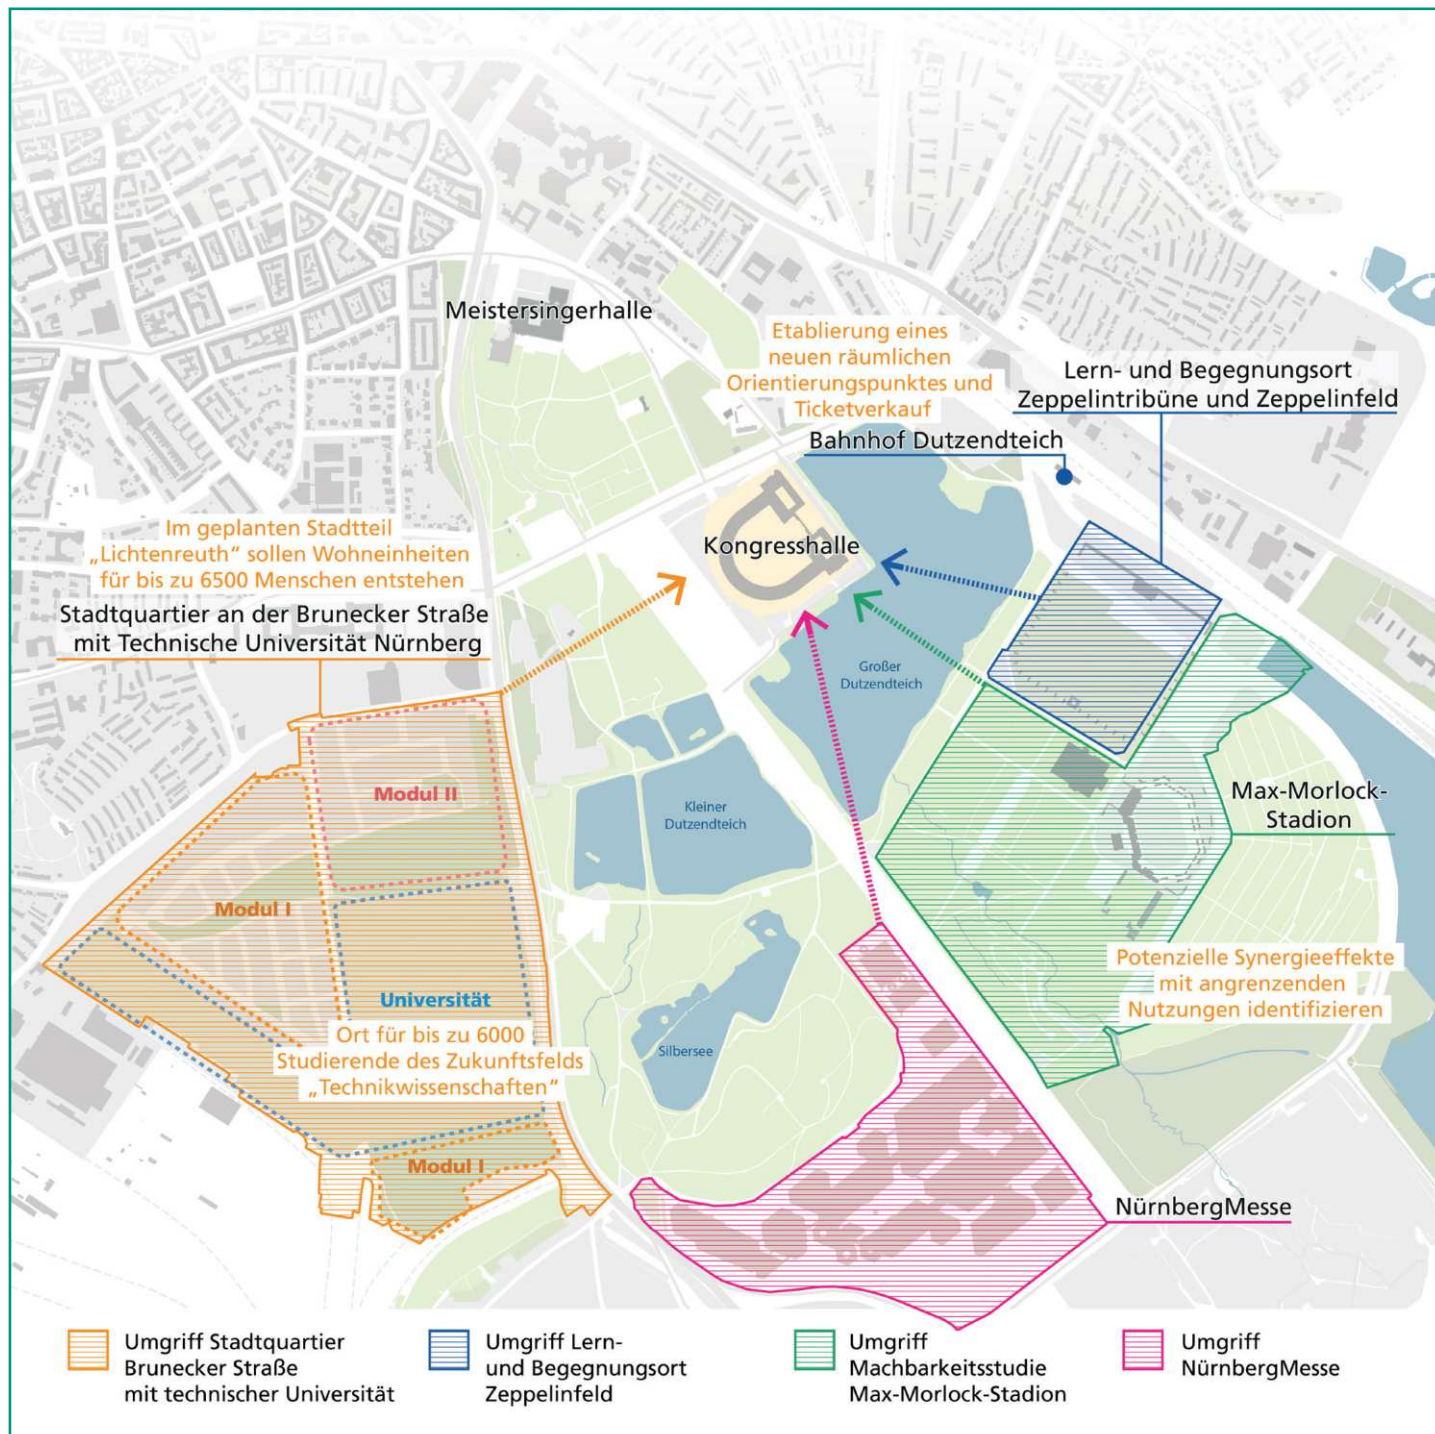 Meistersingerhalle
Etablierung eines
neuen räumlichen
Orientierungspunktes und
Ticketverkauf
Lern- und Begegnungsort
Zeppelintribüne und Zeppelinfeld
Bahnhof Dutzendteich
Im geplanten Stadtteil
„Lichtenreuth“ sollen Wohneinheiten
für bis zu 6500 Menschen entstehen
Stadtquartier an der Brunecker Straße
mit Technische Universität Nürnberg
Kongresshalle
Großer
Dutzendteich
Kleiner
Dutzendteich
Max-Morlock-
Stadion
Modul II
Modul I
Universität
Ort für bis zu 6000
Studierende des Zukunftsfelds
„Technikwissenschaften“
Silbersee
Potenzielle Synergieeffekte
mit angrenzenden
Nutzungen identifizieren
Modul I
NürnbergMesse
Umgriff Stadtquartier
Brunecker Straße
mit technischer Universität
Umgriff Lern-
und Begegnungsort
Zeppelinfeld
Umgriff
Machbarkeitsstudie
Max-Morlock-Stadion
Umgriff
NürnbergMesse